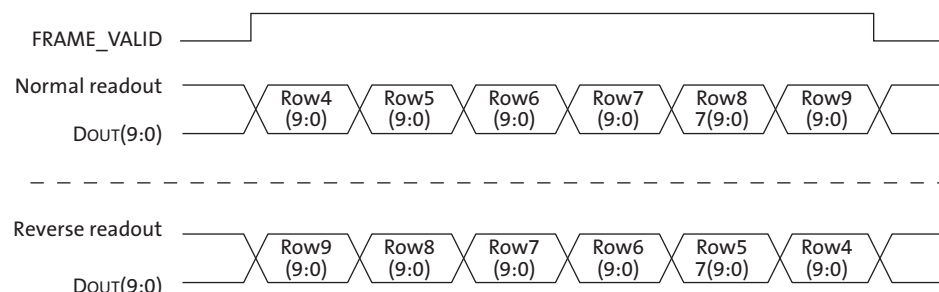 FRAME_VALID
Normal readout
Row4 Row5 Row6 Row7 Row8 Row9
(9:0) (9:0) (9:0) (9:0) 7(9:0) (9:0)
DOUT(9:0)
Reverse readout
Row9 Row8 Row7 Row6 Row5 Row4
(9:0) (9:0) (9:0) (9:0) 7(9:0) (9:0)
DOUT(9:0)